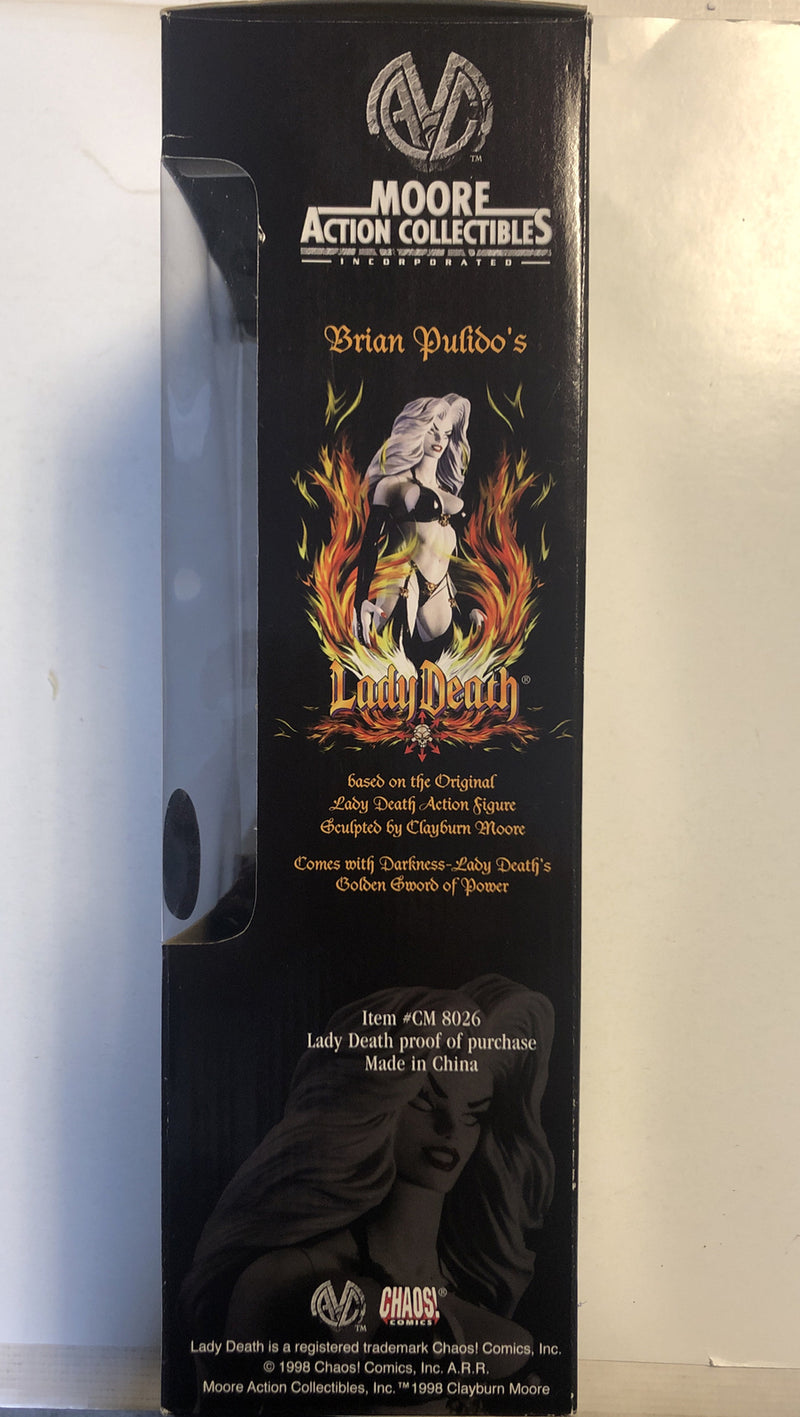 TM
MOORE
ACTION COLLECTIBLES
INCORPORATED
Brian Pulido's
Lady Death®
based on the Original
Lady Death Action Figure
Sculpted by Clayburn Moore
Comes with Darkness-Lady Death's
Golden Sword of Power
Item #CM 8026
Lady Death proof of purchase
Made in China
TM
CHAOS!®
COMICS
Lady Death is a registered trademark Chaos! Comics, Inc.
© 1998 Chaos! Comics, Inc. A.R.R.
Moore Action Collectibles, Inc.™1998 Clayburn Moore